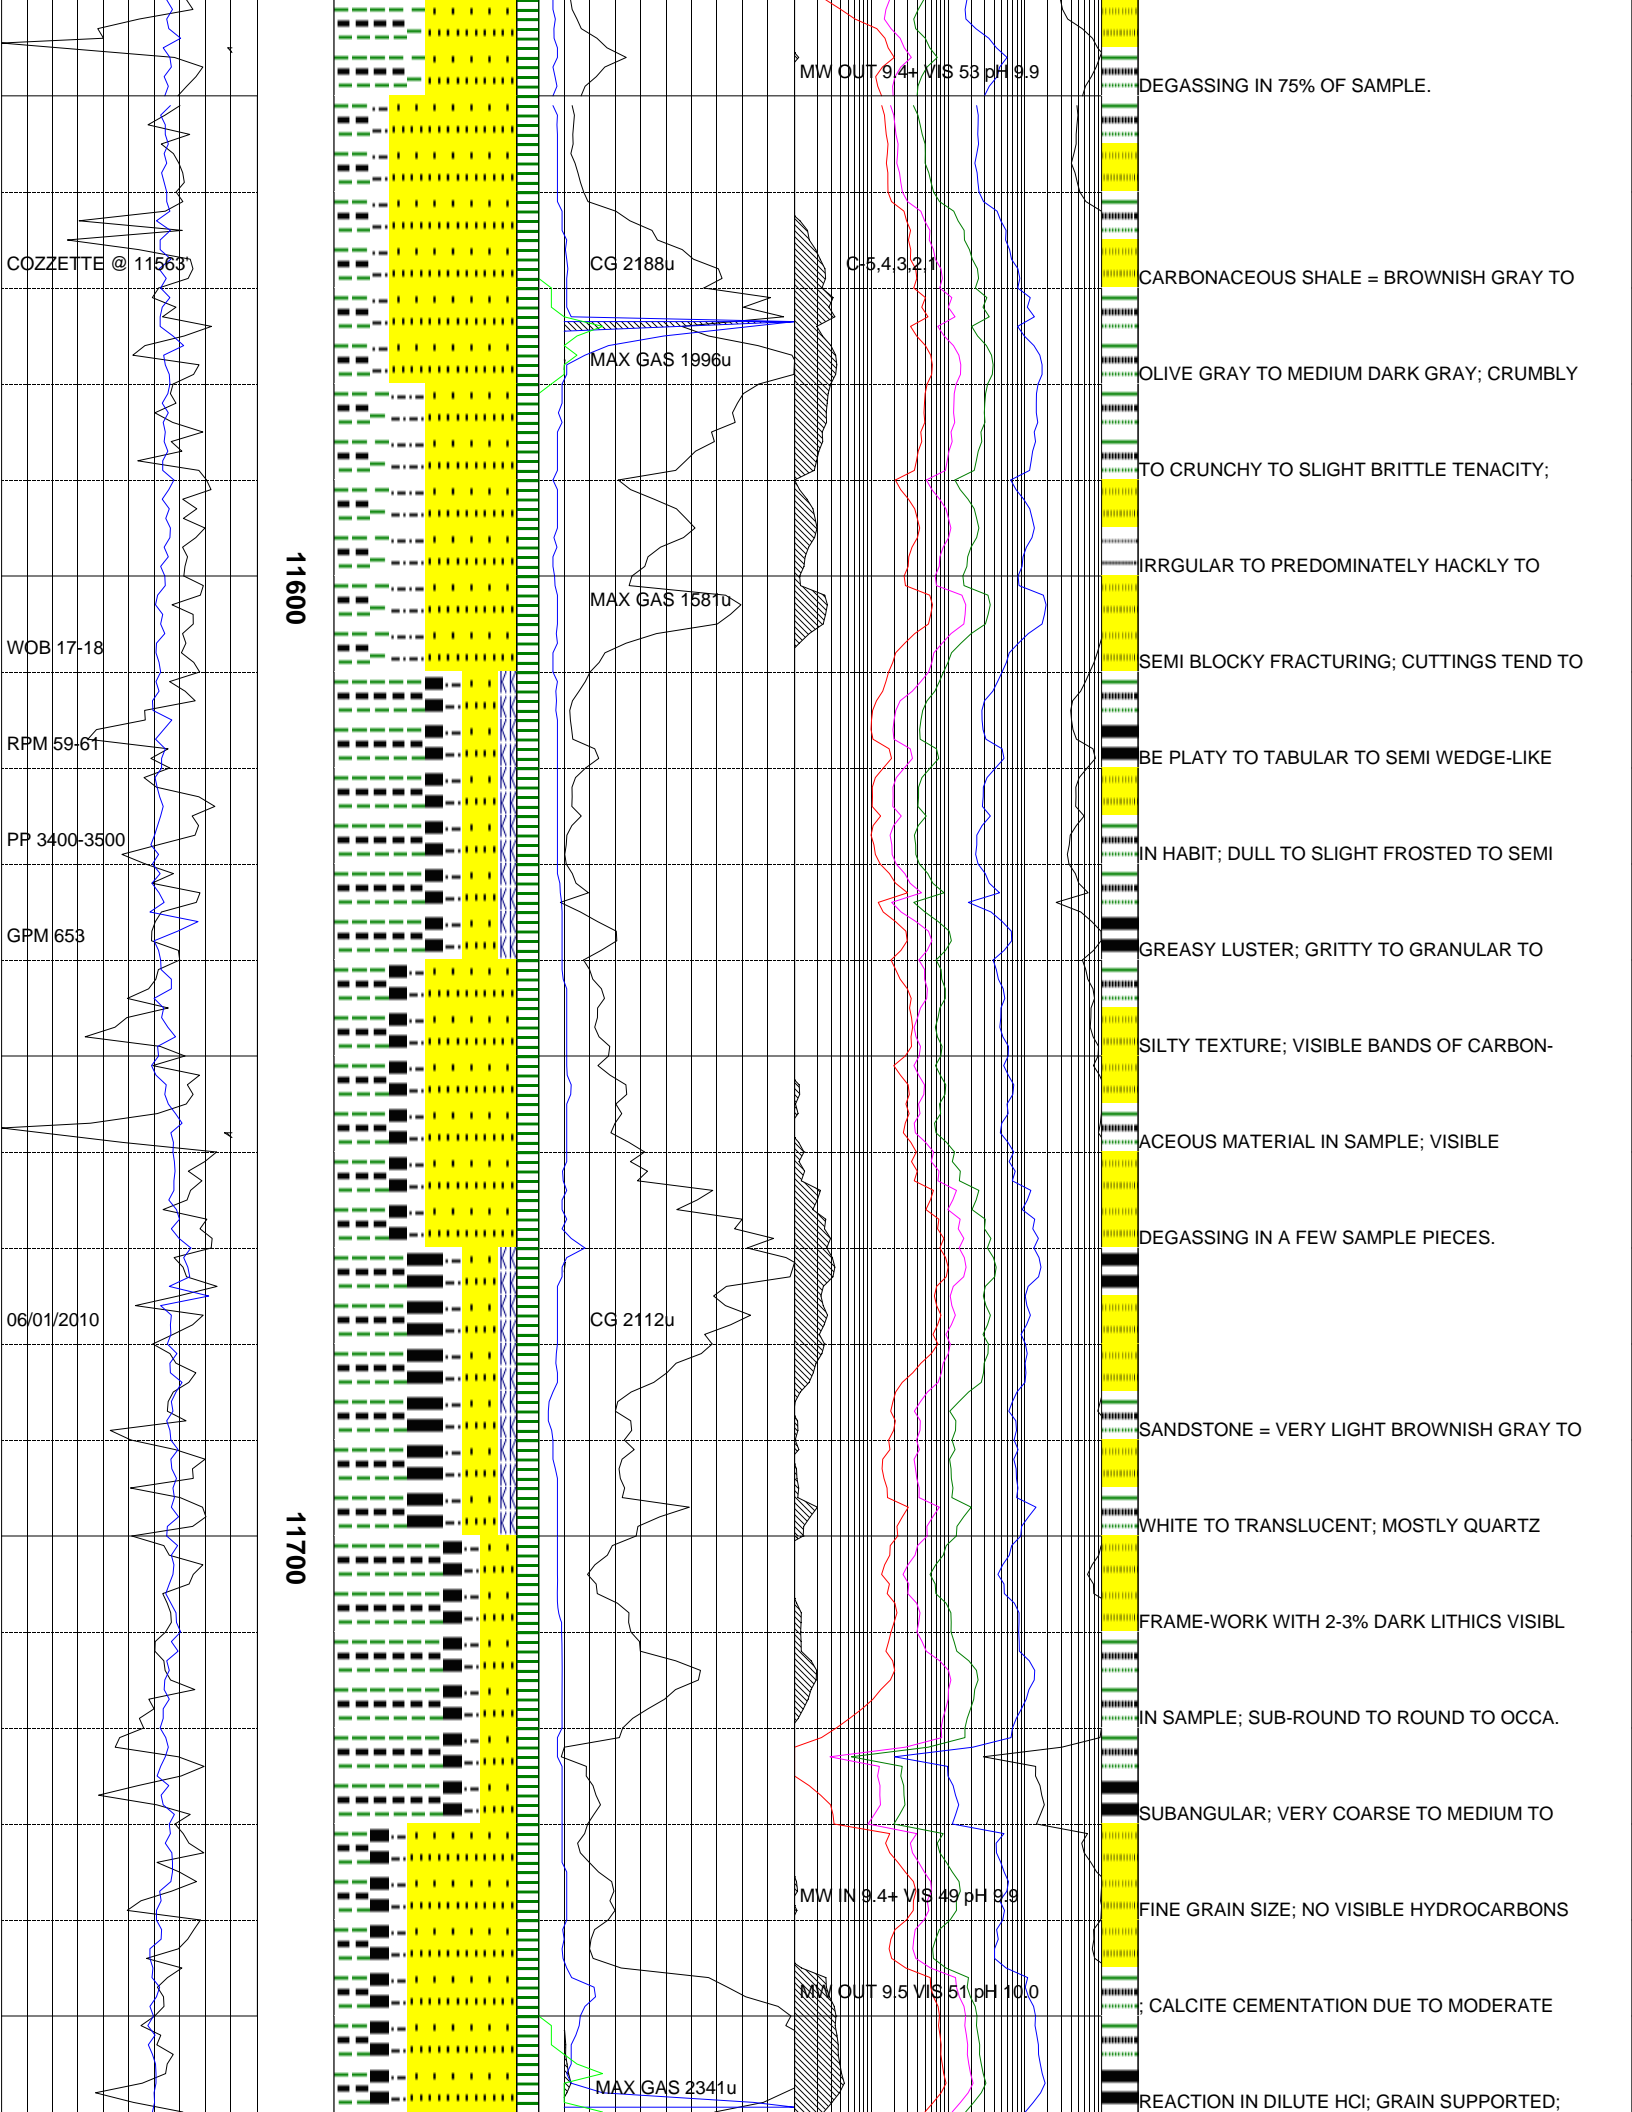 MW OUT 9.4+ VIS 53 pH 9.9
DEGASSING IN 75% OF SAMPLE.
COZZETTE @ 11563'
CG 2188u
C-5,4,3,2,1
CARBONACEOUS SHALE = BROWNISH GRAY TO
MAX GAS 1996u
OLIVE GRAY TO MEDIUM DARK GRAY; CRUMBLY
TO CRUNCHY TO SLIGHT BRITTLE TENACITY;
IRRGULAR TO PREDOMINATELY HACKLY TO
11600
MAX GAS 1581u
WOB 17-18
SEMI BLOCKY FRACTURING; CUTTINGS TEND TO
RPM 59-61
BE PLATY TO TABULAR TO SEMI WEDGE-LIKE
PP 3400-3500
IN HABIT; DULL TO SLIGHT FROSTED TO SEMI
GPM 653
GREASY LUSTER; GRITTY TO GRANULAR TO
SILTY TEXTURE; VISIBLE BANDS OF CARBON-
ACEOUS MATERIAL IN SAMPLE; VISIBLE
DEGASSING IN A FEW SAMPLE PIECES.
06/01/2010
CG 2112u
SANDSTONE = VERY LIGHT BROWNISH GRAY TO
11700
WHITE TO TRANSLUCENT; MOSTLY QUARTZ
FRAME-WORK WITH 2-3% DARK LITHICS VISIBL
IN SAMPLE; SUB-ROUND TO ROUND TO OCCA.
SUBANGULAR; VERY COARSE TO MEDIUM TO
MW IN 9.4+ VIS 49 pH 9.9
FINE GRAIN SIZE; NO VISIBLE HYDROCARBONS
MW OUT 9.5 VIS 51 pH 10.0
; CALCITE CEMENTATION DUE TO MODERATE
MAX GAS 2341u
REACTION IN DILUTE HCl; GRAIN SUPPORTED;